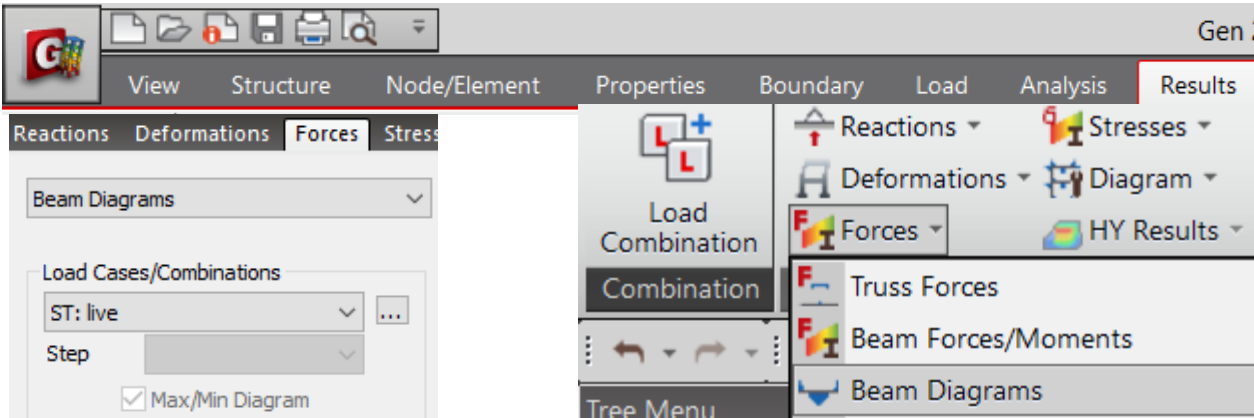 Gen 2
View Structure Node/Element Properties Boundary Load Analysis Results
Reactions Deformations Forces Stress
Beam Diagrams
Load Cases/Combinations
ST: live ...
Step
Max/Min Diagram
Load
Combination
Combination
Reactions Stresses
Deformations Diagram
Forces HY Results
Truss Forces
Beam Forces/Moments
Beam Diagrams
Tree Menu